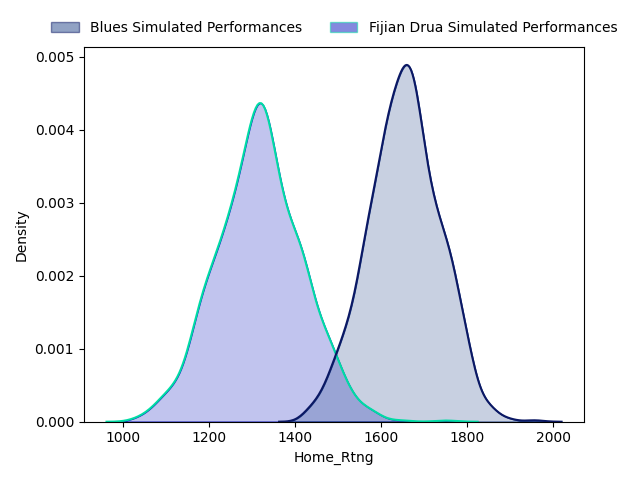 Blues Simulated Performances Fijian Drua Simulated Performances
0.005
0.004
0.003
0.002
0.001
0.000
Density
1000 1200 1400 1600 1800 2000
Home_Rtng